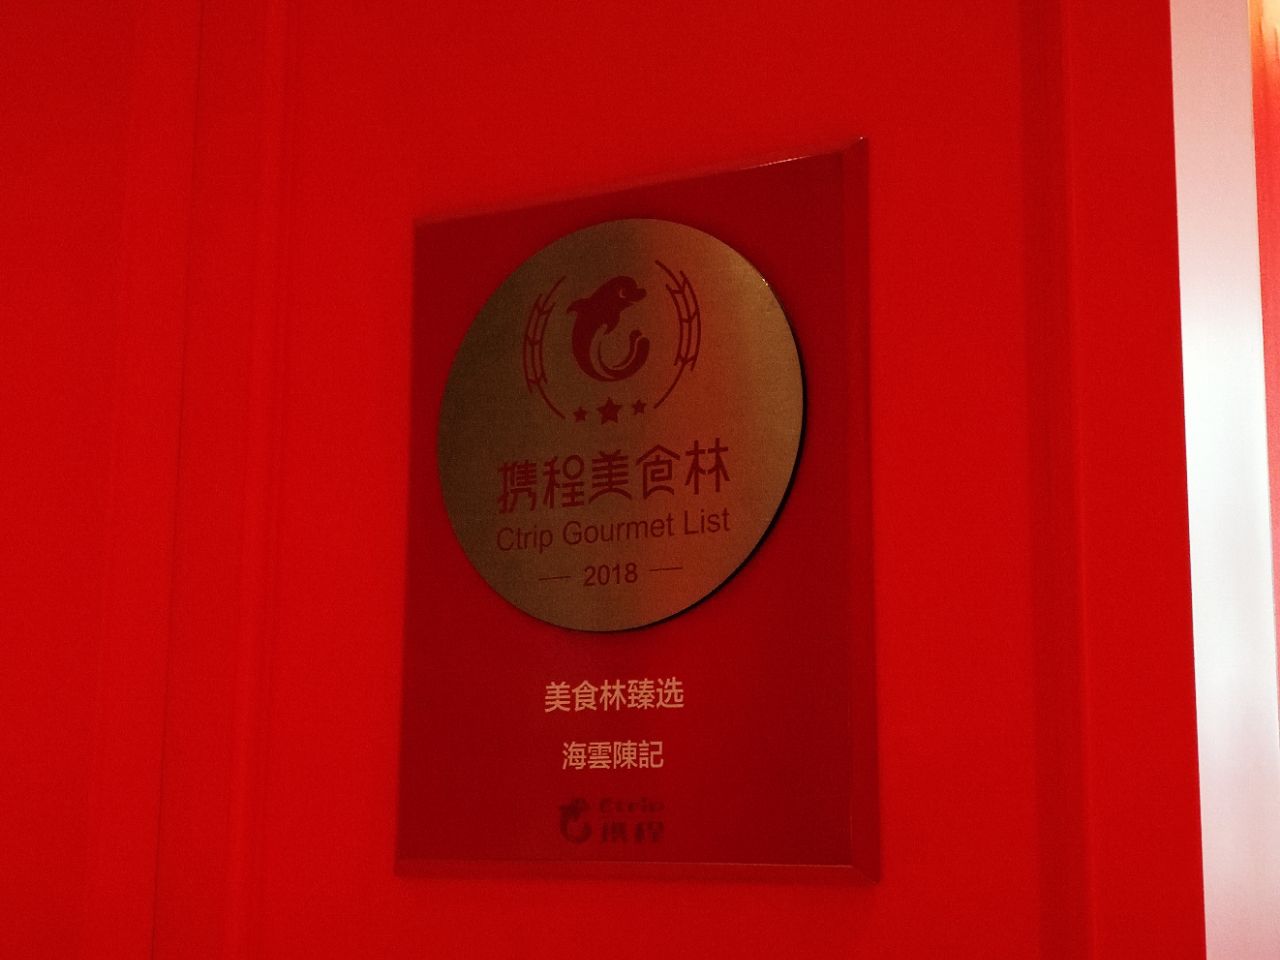 携程美食林
Ctrip Gourmet List
2018
美食林臻选
海雲陳記
Ctrip
携程